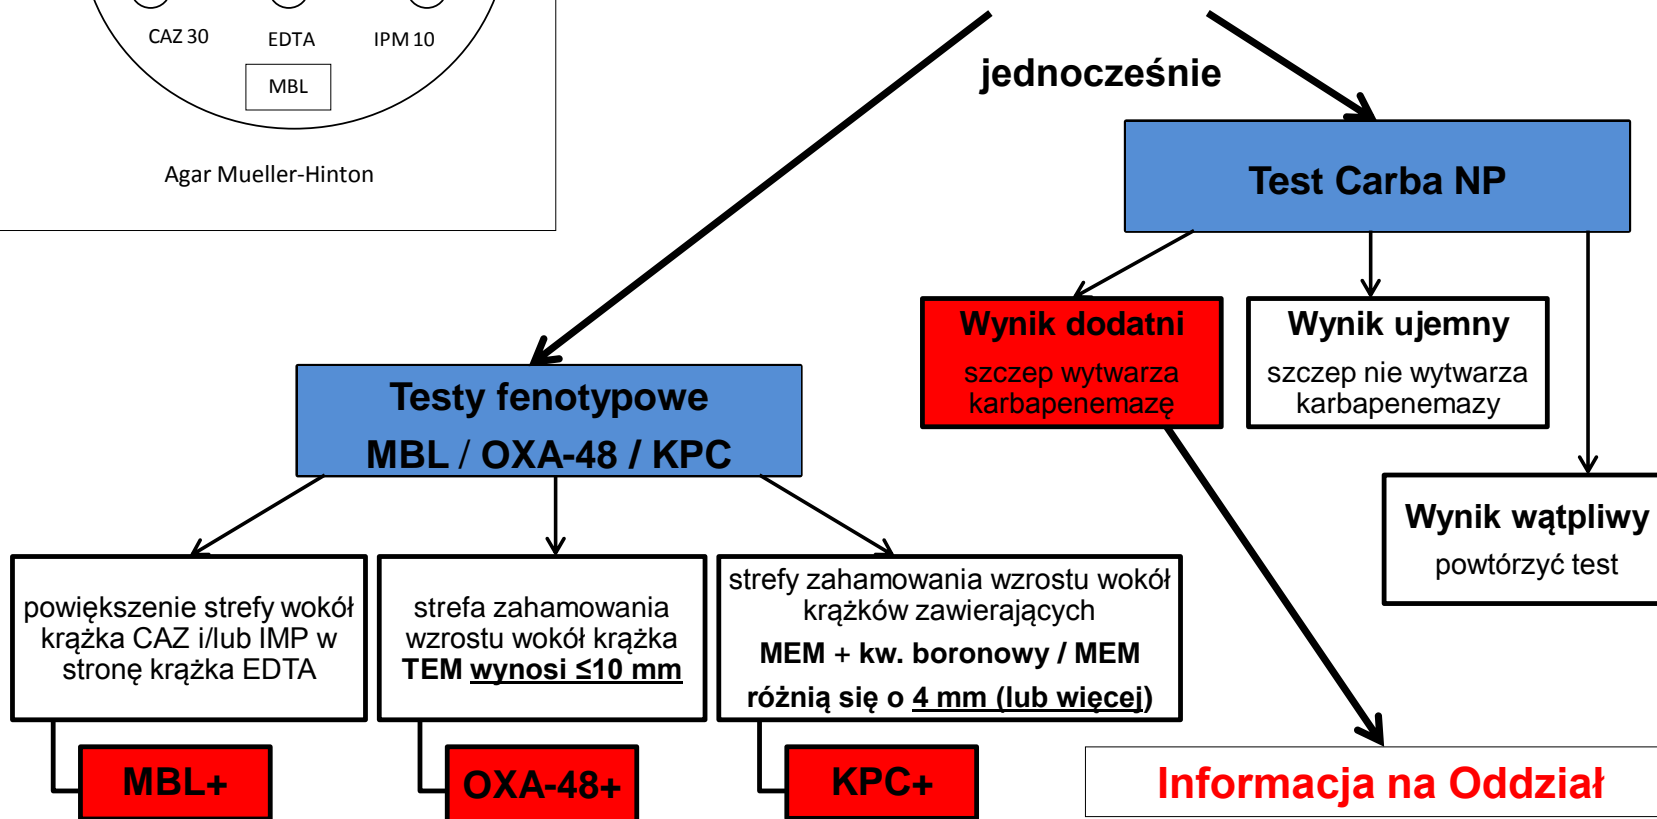 CAZ 30 EDTA IPM 10
MBL
Agar Mueller-Hinton
jednocześnie
Test Carba NP
Wynik dodatni
szczep wytwarza
karbapenemazę
Wynik ujemny
szczep nie wytwarza
karbapenemazy
Wynik wątpliwy
powtórzyć test
Testy fenotypowe
MBL / OXA-48 / KPC
powiększenie strefy wokół
krążka CAZ i/lub IMP w
stronę krążka EDTA
strefa zahamowania
wzrostu wokół krążka
TEM wynosi ≤10 mm
strefy zahamowania wzrostu wokół
krążków zawierających
MEM + kw. boronowy / MEM
różnią się o 4 mm (lub więcej)
MBL+
OXA-48+
KPC+
Informacja na Oddział